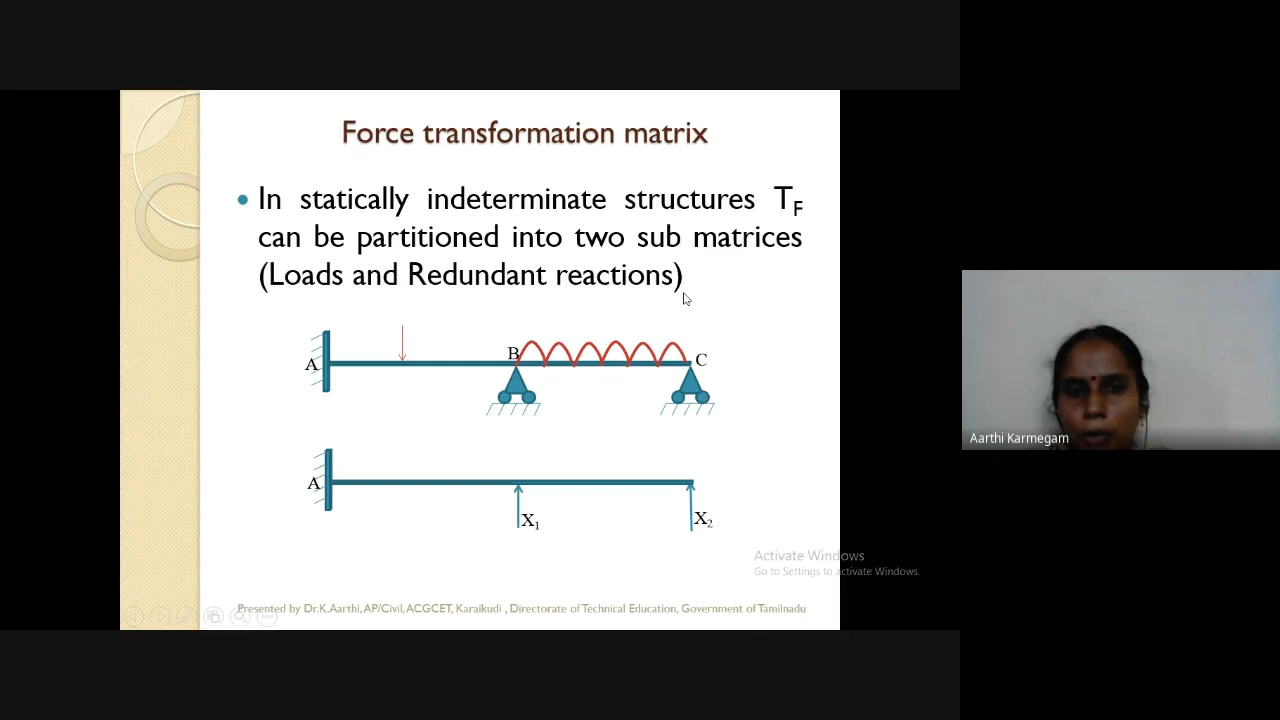 Force transformation matrix
• In statically indeterminate structures T_F
can be partitioned into two sub matrices
(Loads and Redundant reactions)
A
B
C
A
X₁
X₂
Activate Windows
Go to Settings to activate Windows.
Presented by Dr.K.Aarthi, AP/Civil, ACGCET, Karaikudi , Directorate of Technical Education, Government of Tamilnadu
Aarthi Karmegam